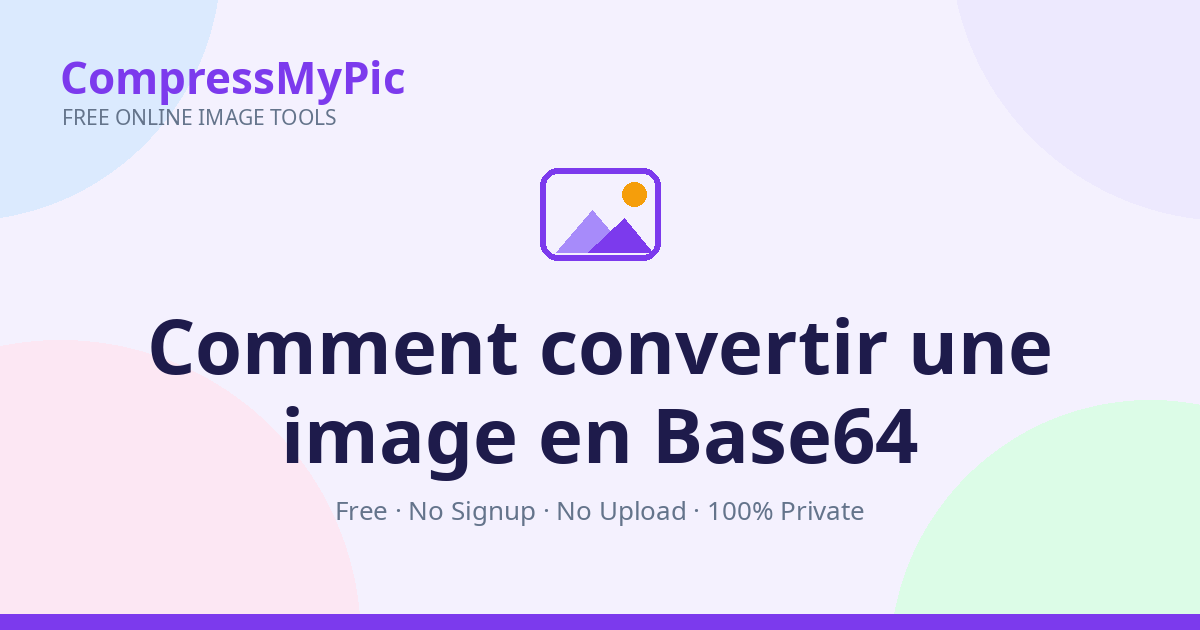 CompressMyPic
FREE ONLINE IMAGE TOOLS
Comment convertir une
image en Base64
Free · No Signup · No Upload · 100% Private